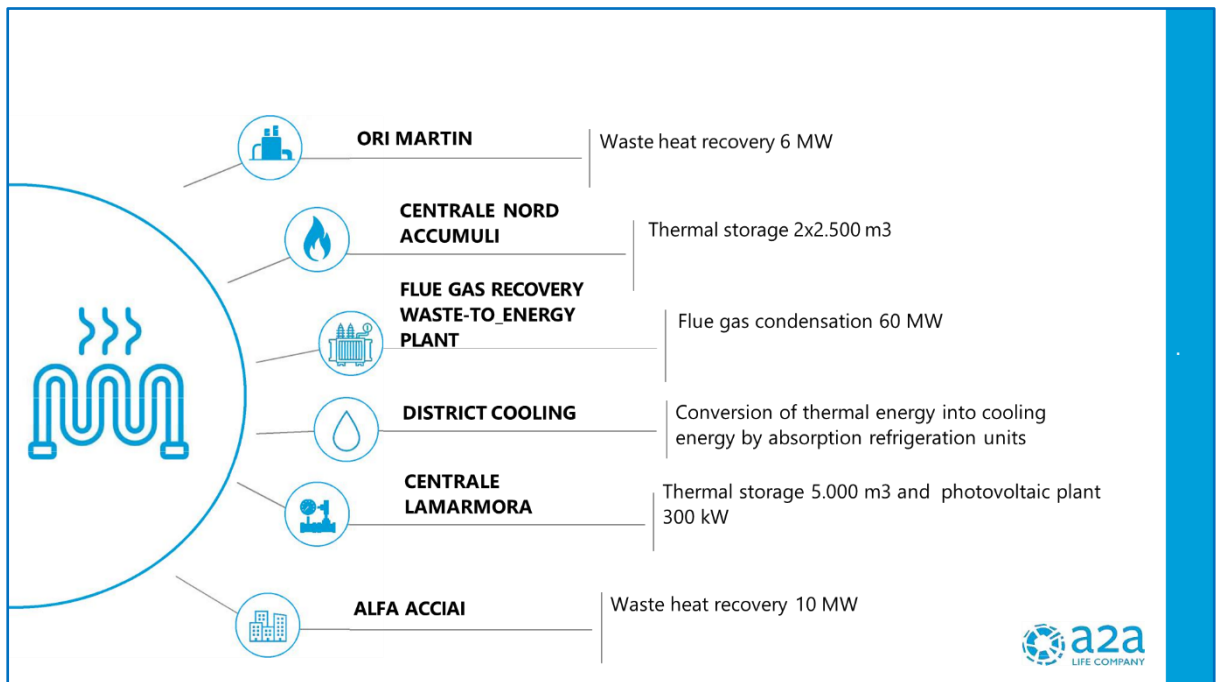 ORI MARTIN
Waste heat recovery 6 MW
CENTRALE NORD
ACCUMULI
Thermal storage 2x2.500 m3
FLUE GAS RECOVERY
WASTE-TO_ENERGY
PLANT
Flue gas condensation 60 MW
DISTRICT COOLING
Conversion of thermal energy into cooling
energy by absorption refrigeration units
CENTRALE
LAMARMORA
Thermal storage 5.000 m3 and photovoltaic plant
300 kW
ALFA ACCIAI
Waste heat recovery 10 MW
a2a
LIFE COMPANY